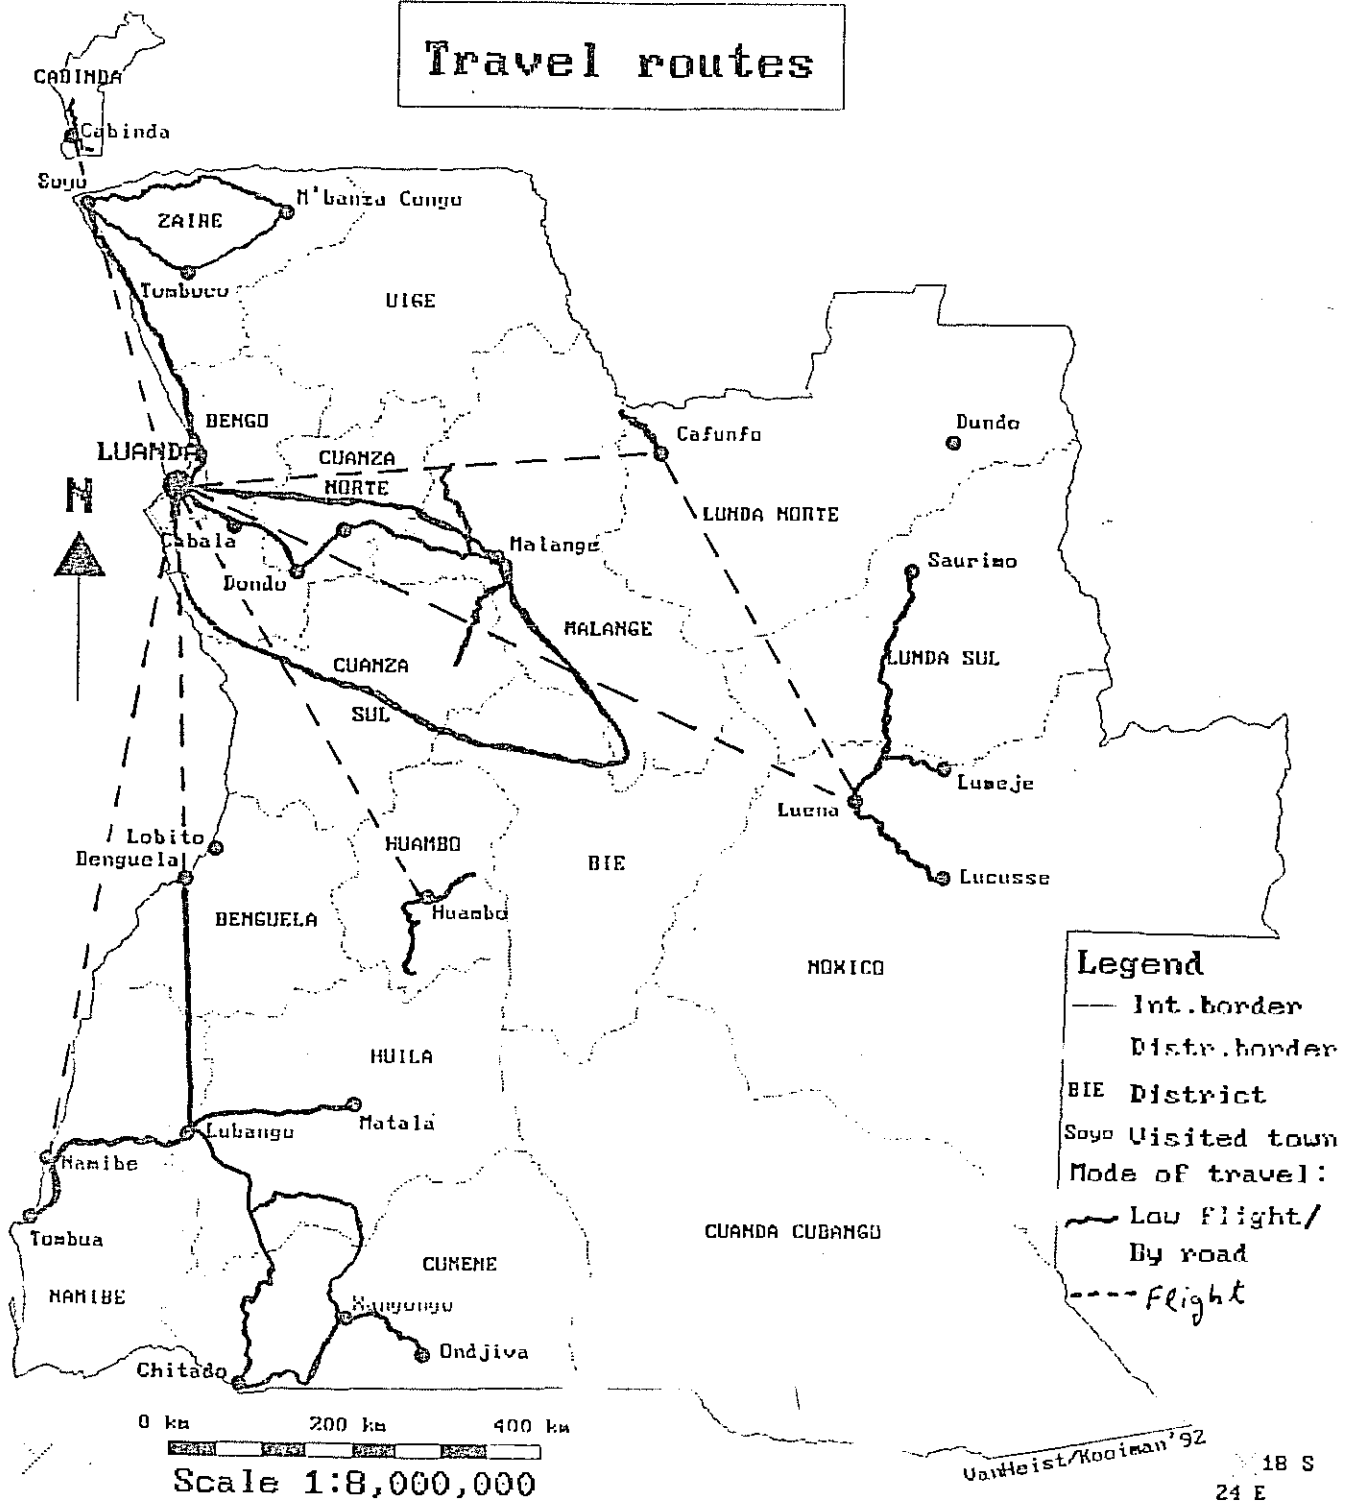 Travel routes
CABINDA
Cabinda
Soyo
M'banza Congo
ZAIRE
Tomboco
UIGE
BENGO
Cafunfo
Dundo
LUANDA
CUANZA
NORTE
N
LUNDA NORTE
Cabala
Malange
Dondo
Saurimo
MALANGE
CUANZA
LUNDA SUL
SUL
Lumeje
Luena
Lobito
Benguela
HUAMBO
BIE
Lucusse
Huambo
BENGUELA
MOXICO
Legend
Int.border
Distr.border
HUILA
BIE District
Matala
Lubango
Soyo Visited town
Namibe
Mode of travel:
Low flight/
Tombua
CUANDA CUBANGO
By road
CUNENE
NAMIBE
Flight
Xangongo
Ondjiva
Chitado
0 km 200 km 400 km
VanHeist/Kooiman'92
18 S
Scale 1:8,000,000
24 E